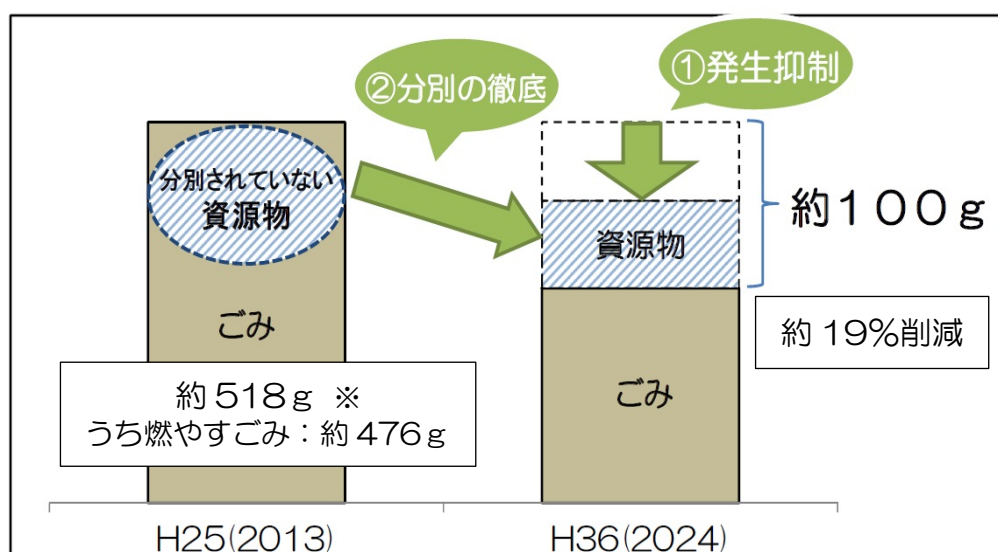 ①発生抑制
②分別の徹底
分別されていない
資源物
約１００ｇ
資源物
ごみ
約 19%削減
約 518ｇ ※
うち燃やすごみ：約 476ｇ
ごみ
H25(2013)
H36(2024)